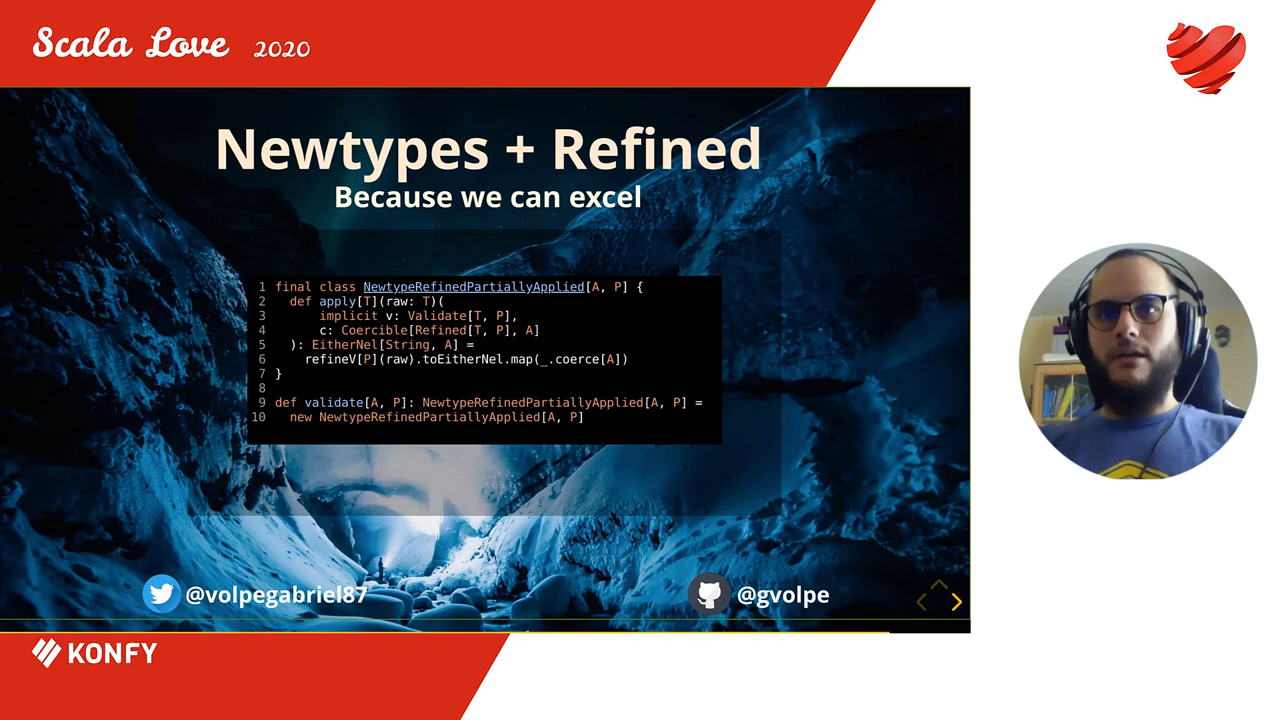 Scala Love 2020
Newtypes + Refined
Because we can excel
1 final class NewtypeRefinedPartiallyApplied[A, P] {
2   def apply[T](raw: T)(
3       implicit v: Validate[T, P],
4       c: Coercible[Refined[T, P], A]
5   ): EitherNel[String, A] =
6     refineV[P](raw).toEitherNel.map(_.coerce[A])
7 }
8
9 def validate[A, P]: NewtypeRefinedPartiallyApplied[A, P] =
10   new NewtypeRefinedPartiallyApplied[A, P]
@volpegabriel87
@gvolpe
KONFY